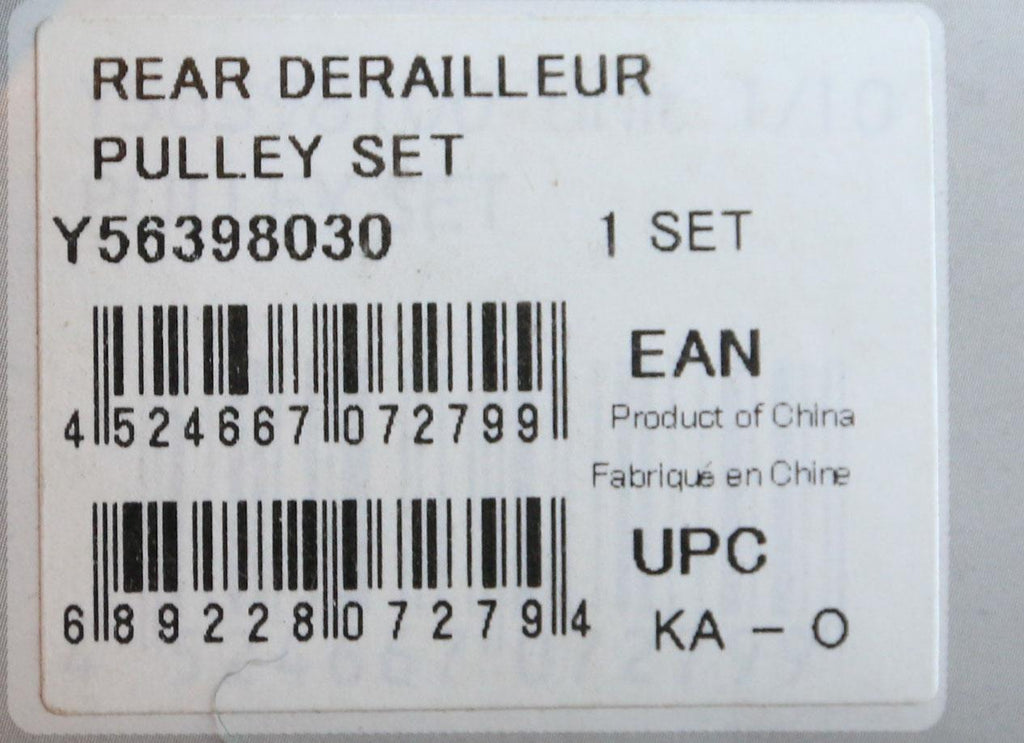 REAR DERAILLEUR
PULLEY SET
Y56398030 1 SET
EAN
4 524667 072799
Product of China
Fabriqué en Chine
UPC
6 89228 07279 4
KA - O